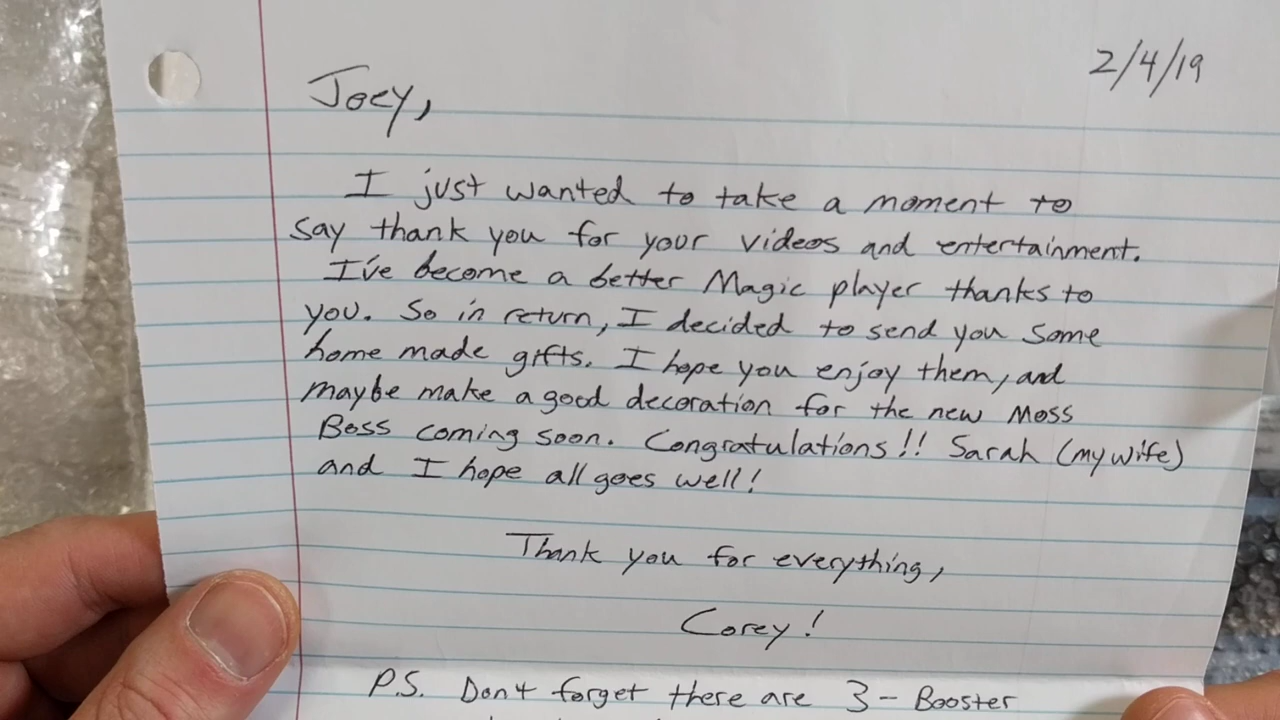 2/4/19
Joey,
I just wanted to take a moment to
say thank you for your videos and entertainment.
I've become a better Magic player thanks to
you. So in return, I decided to send you some
home made gifts. I hope you enjoy them, and
maybe make a good decoration for the new Moss
Boss coming soon. Congratulations!! Sarah (my wife)
and I hope all goes well!
Thank you for everything,
Corey!
P.S. Don't forget there are 3 - Booster